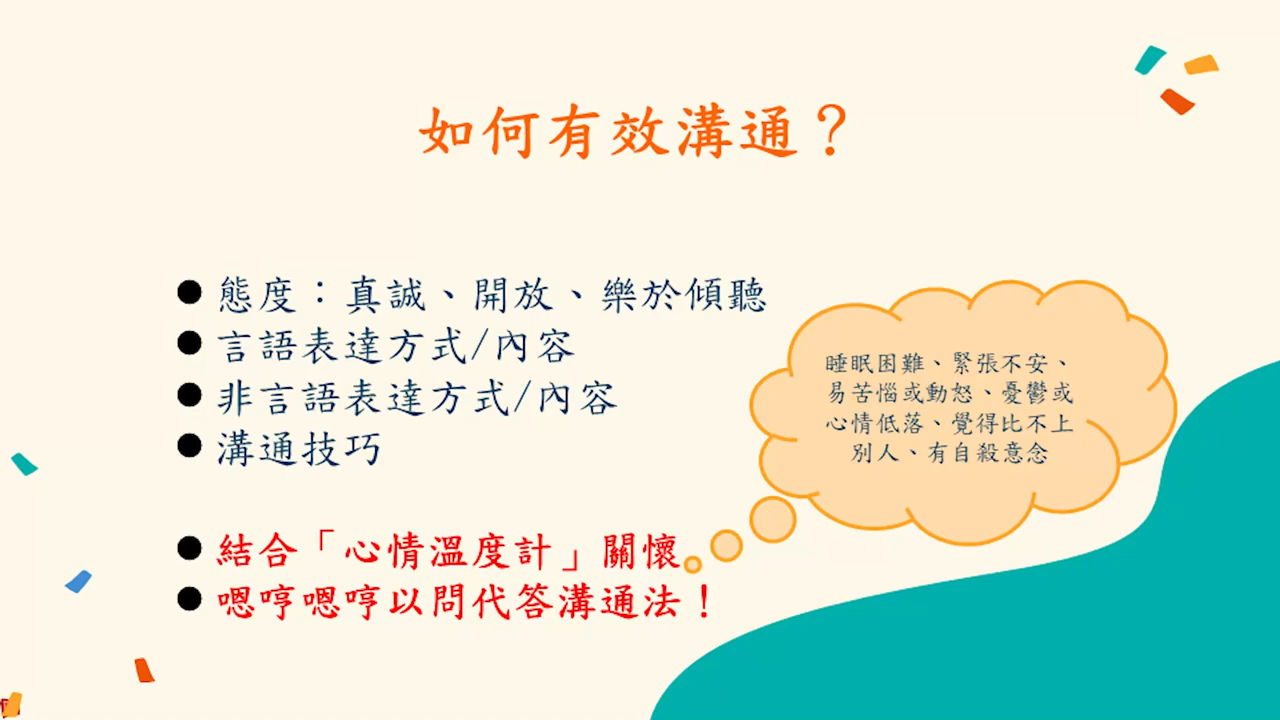 如何有效溝通？
● 態度：真誠、開放、樂於傾聽
● 言語表達方式/內容
● 非言語表達方式/內容
● 溝通技巧
● 結合「心情溫度計」關懷
● 嗯哼嗯哼以問代答溝通法！
睡眠困難、緊張不安、
易苦惱或動怒、憂鬱或
心情低落、覺得比不上
別人、有自殺意念